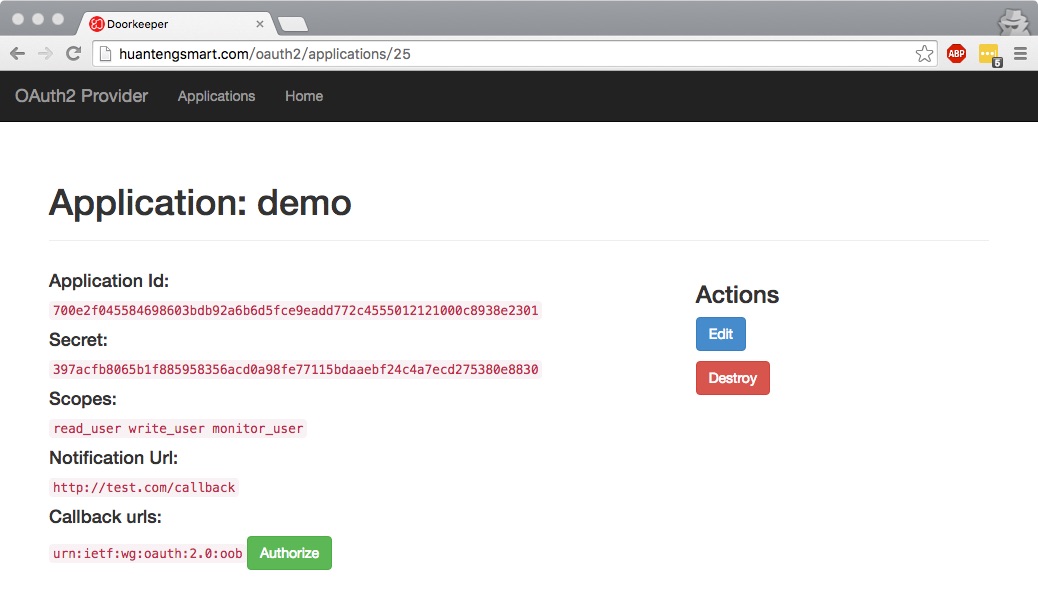 Doorkeeper
huantengsmart.com/oauth2/applications/25
ABP
5
OAuth2 Provider Applications Home
Application: demo
Application Id:
700e2f045584698603bdb92a6b6d5fce9eadd772c4555012121000c8938e2301
Secret:
397acfb8065b1f885958356acd0a98fe77115bdaaebf24c4a7ecd275380e8830
Scopes:
read_user write_user monitor_user
Notification Url:
http://test.com/callback
Callback urls:
urn:ietf:wg:oauth:2.0:oob Authorize
Actions
Edit
Destroy